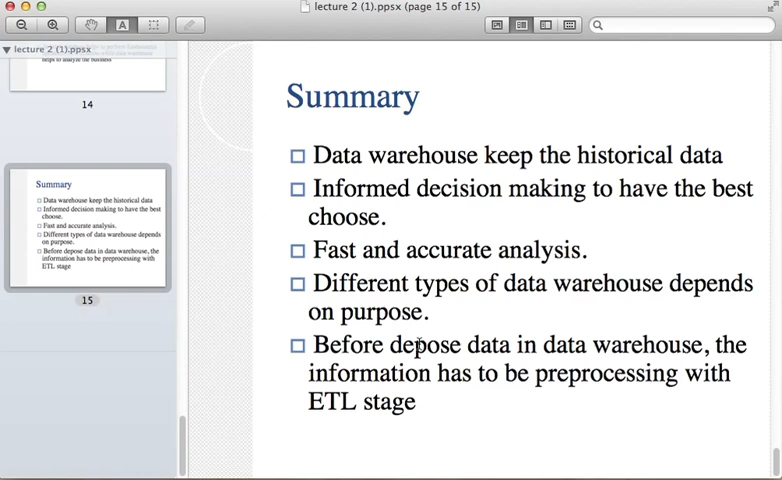 lecture 2 (1).ppsx (page 15 of 15)
lecture 2 (1).ppsx
helps to analyze the business
14
Summary
Data warehouse keep the historical data
Informed decision making to have the best
choose.
Fast and accurate analysis.
Different types of data warehouse depends
on purpose.
Before depose data in data warehouse, the
information has to be preprocessing with
ETL stage
15
Summary
Data warehouse keep the historical data
Informed decision making to have the best
choose.
Fast and accurate analysis.
Different types of data warehouse depends
on purpose.
Before depose data in data warehouse, the
information has to be preprocessing with
ETL stage